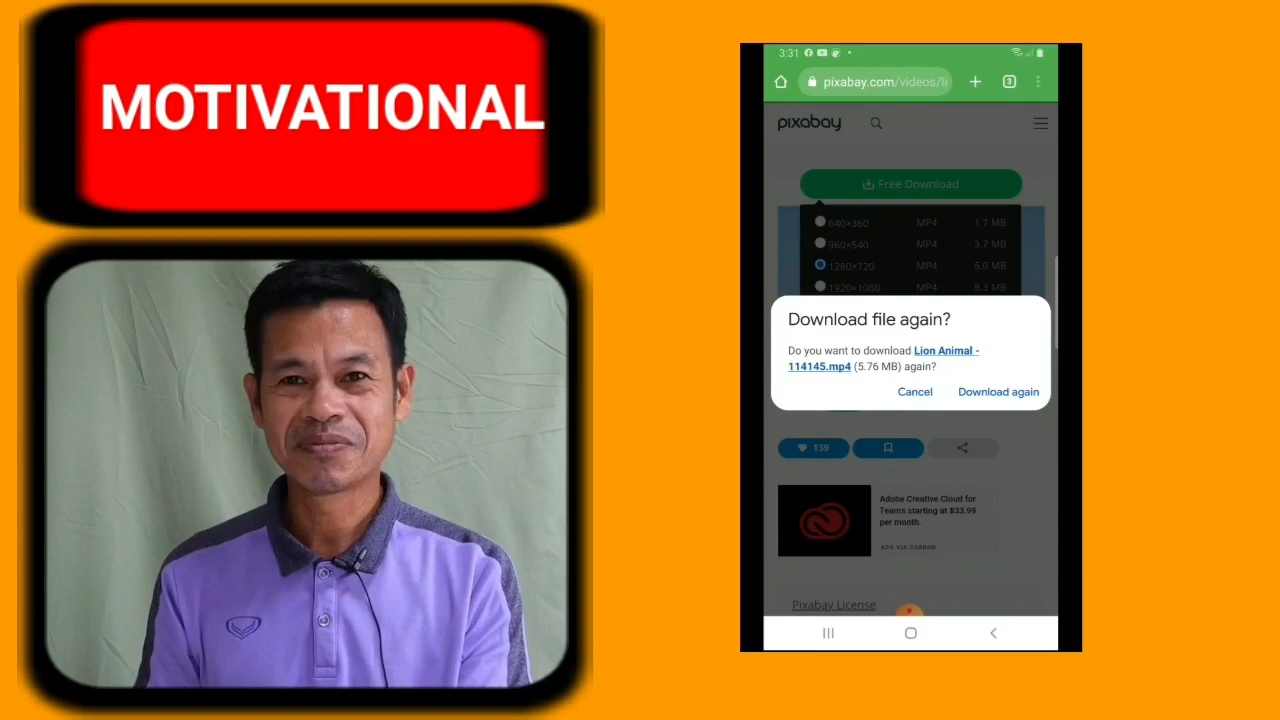 MOTIVATIONAL
3:31
pixabay.com/videos/li
3
pixabay
Free Download
640×360 MP4 1.7 MB
960×540 MP4 3.7 MB
1280×720 MP4 6.0 MB
1920×1080 MP4 8.3 MB
Download file again?
Do you want to download Lion Animal -
114145.mp4 (5.76 MB) again?
Cancel Download again
139
Adobe Creative Cloud for
Teams starting at $33.99
per month.
ADS VIA CARBON
Pixabay License